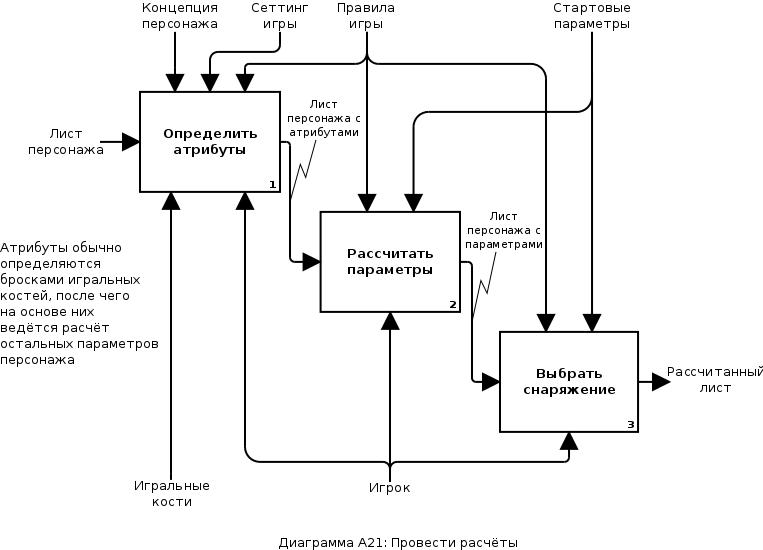 Концепция
персонажа
Сеттинг
игры
Правила
игры
Стартовые
параметры
Лист
персонажа
Определить
атрибуты
1
Лист
персонажа с
атрибутами
Рассчитать
параметры
2
Лист
персонажа с
параметрами
Выбрать
снаряжение
3
Рассчитанный
лист
Атрибуты обычно
определяются
бросками игральных
костей, после чего
на основе них
ведётся расчёт
остальных параметров
персонажа
Игральные
кости
Игрок
Диаграмма A21: Провести расчёты